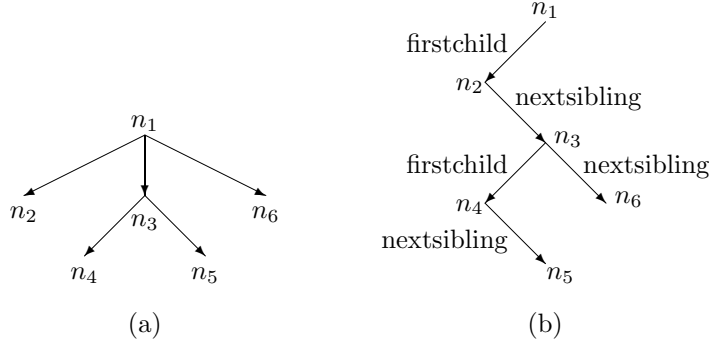 n1
n2
n3
n6
n4
n5
(a)
n1
firstchild
n2
nextsibling
n3
firstchild
nextsibling
n4
n6
nextsibling
n5
(b)